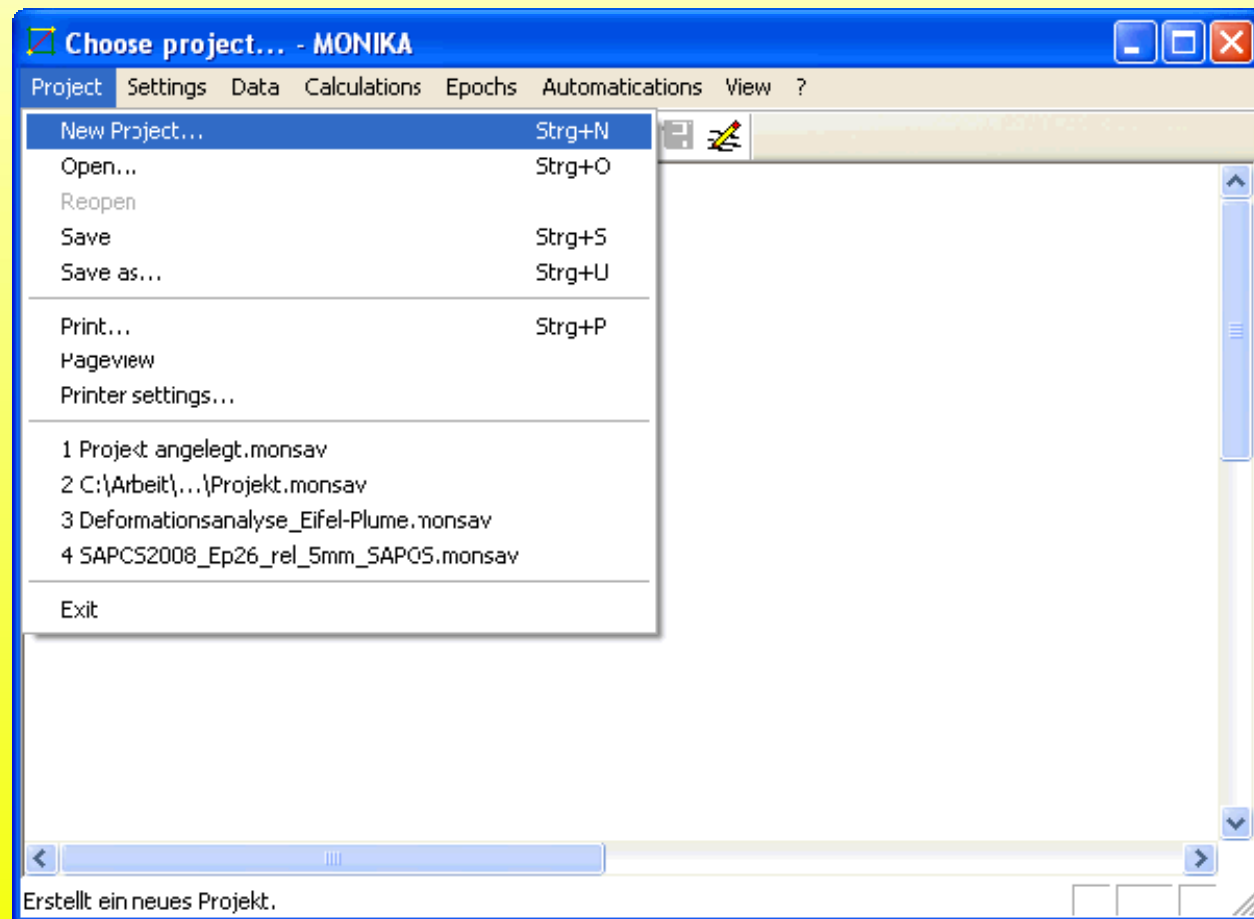 Choose project... - MONIKA
Project Settings Data Calculations Epochs Automatications View ?
New Project... Strg+N
Open... Strg+O
Reopen
Save Strg+S
Save as... Strg+U
Print... Strg+P
Pageview
Printer settings...
1 Projekt angelegt.monsav
2 C:\Arbeit\...\Projekt.monsav
3 Deformationsanalyse_Eifel-Plume.monsav
4 SAPOS2008_Ep26_rel_5mm_SAPOS.monsav
Exit
Erstellt ein neues Projekt.